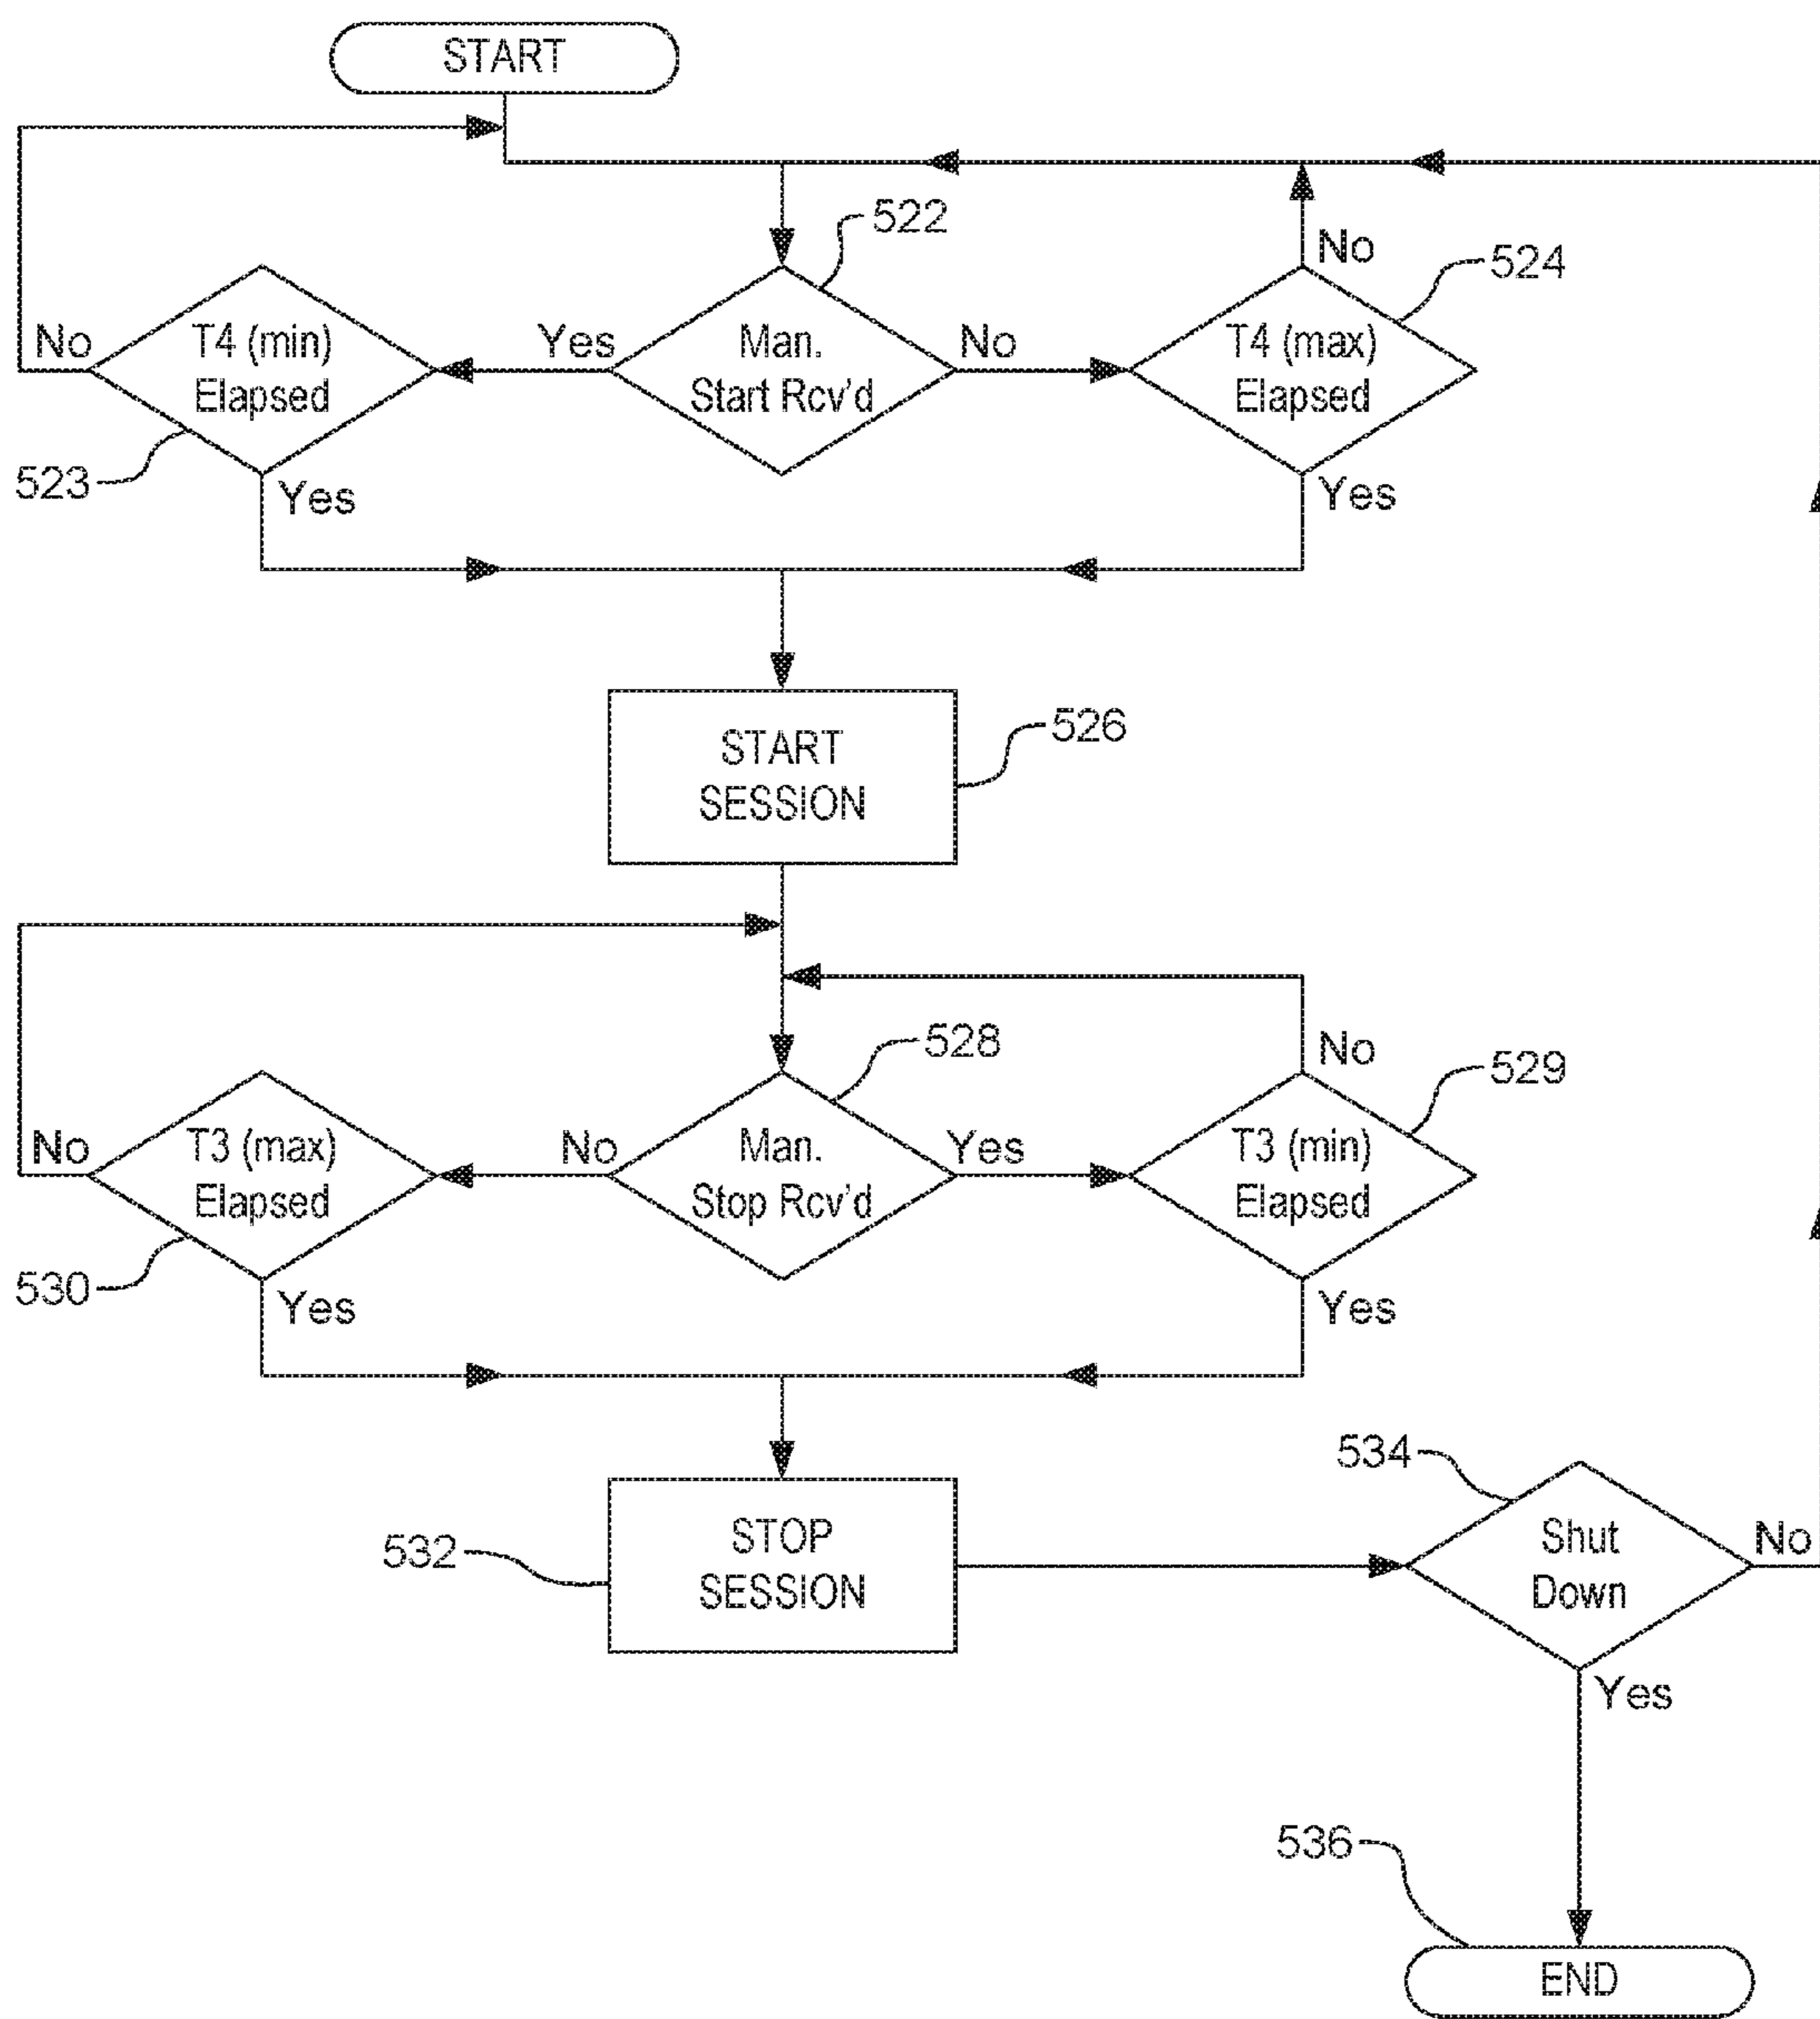 START
522
524
No
No
T4 (min)
Elapsed
Yes
Man.
Start Rcv'd
No
T4 (max)
Elapsed
523
Yes
Yes
START
SESSION
526
528
No
529
No
T3 (max)
Elapsed
No
Man.
Stop Rcv'd
Yes
T3 (min)
Elapsed
530
Yes
Yes
534
532
STOP
SESSION
Shut
Down
No
Yes
536
END